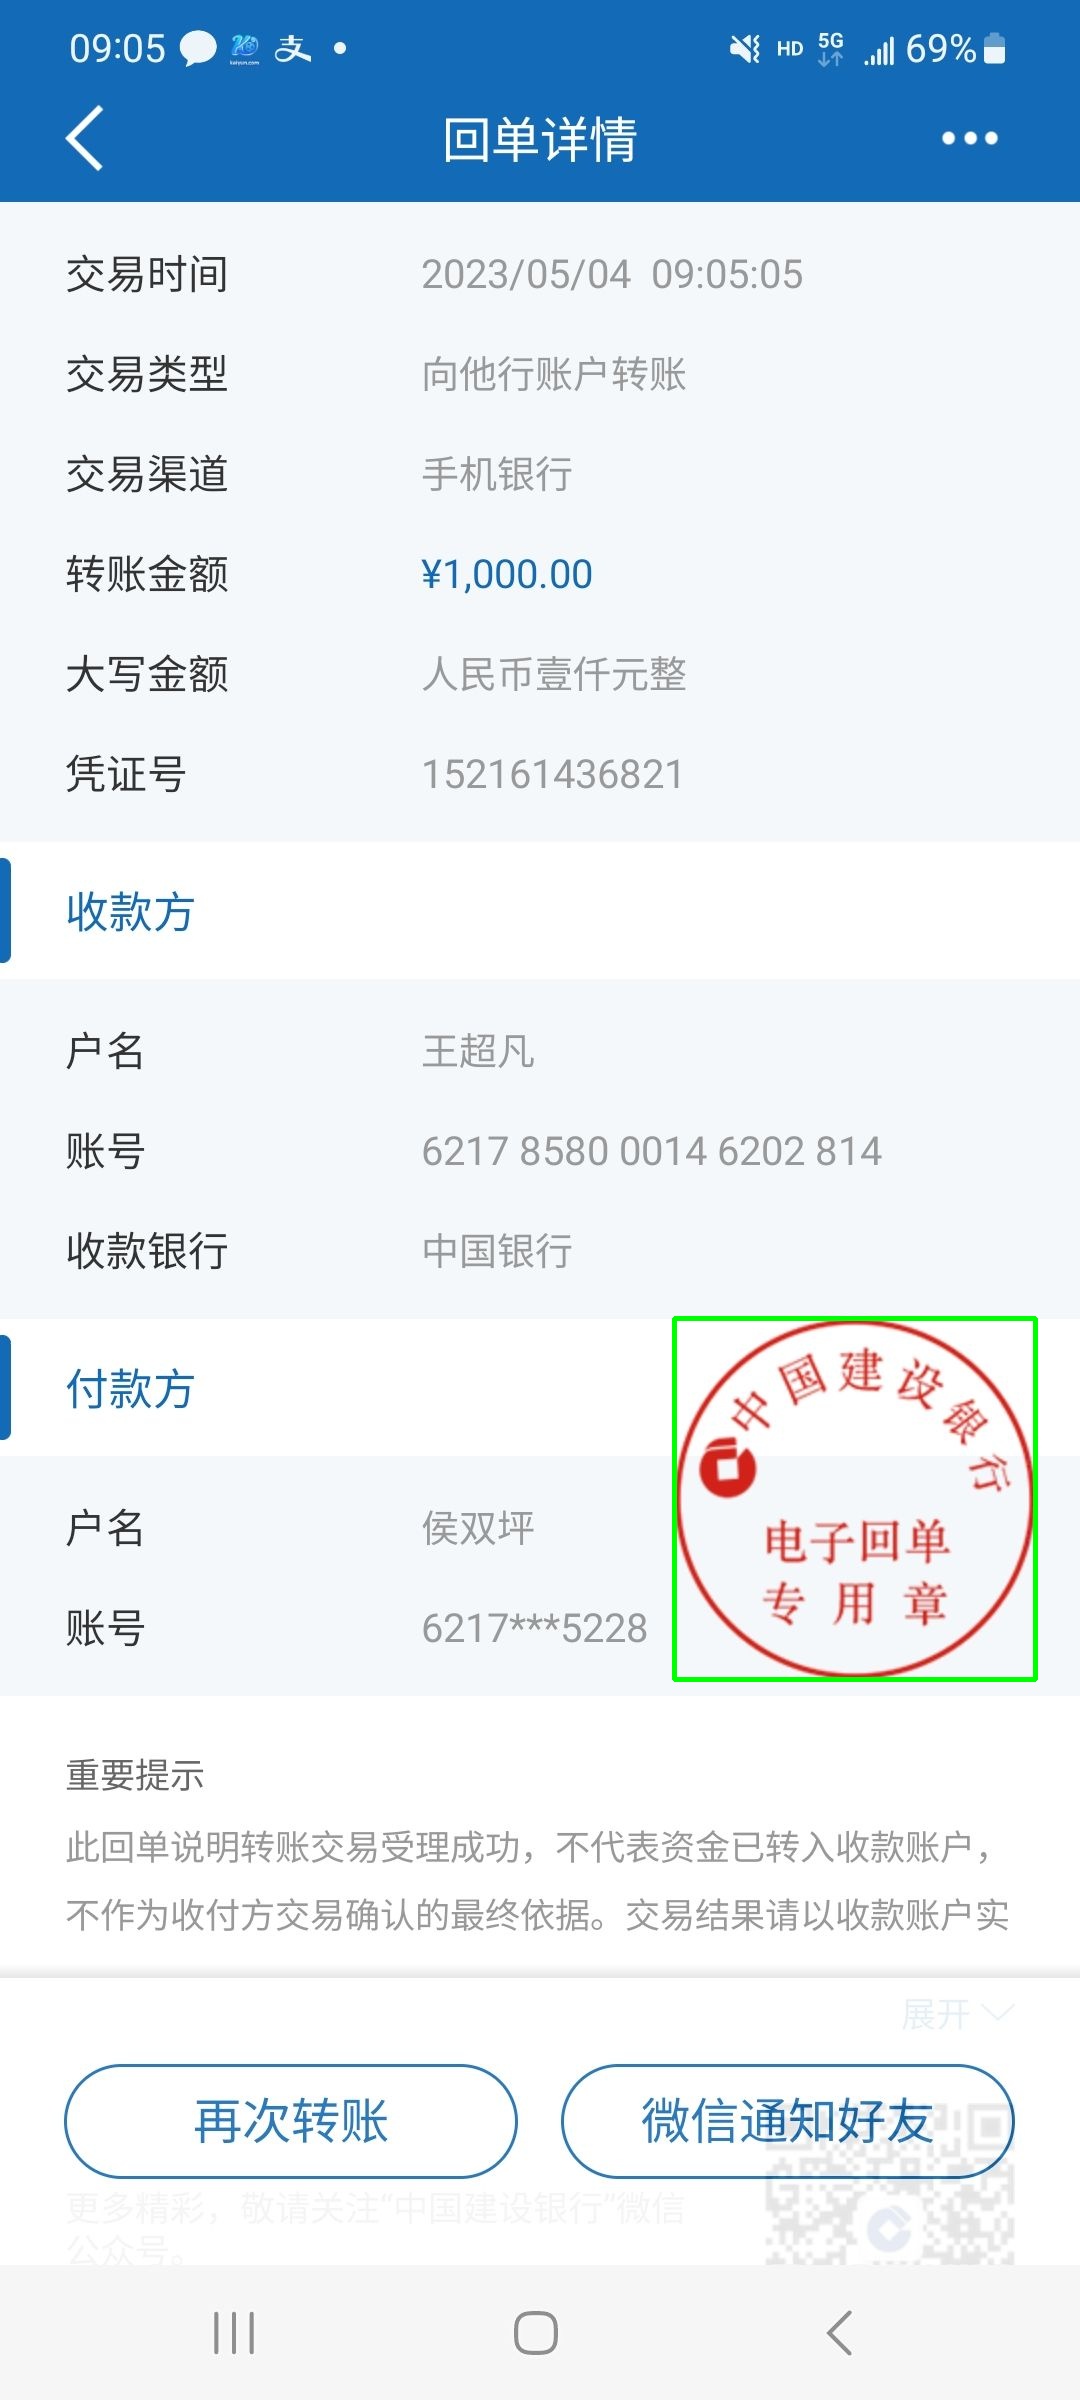 09:05
HD 5G 69%
回单详情
交易时间 2023/05/04 09:05:05
交易类型 向他行账户转账
交易渠道 手机银行
转账金额 ¥1,000.00
大写金额 人民币壹仟元整
凭证号 152161436821
收款方
户名 王超凡
账号 6217 8580 0014 6202 814
收款银行 中国银行
付款方
中国建设银行
电子回单
专用章
户名 侯双坪
账号 6217***5228
重要提示
此回单说明转账交易受理成功，不代表资金已转入收款账户，
不作为收付方交易确认的最终依据。交易结果请以收款账户实
展开
再次转账 微信通知好友
更多精彩，敬请关注“中国建设银行”微信
公众号。